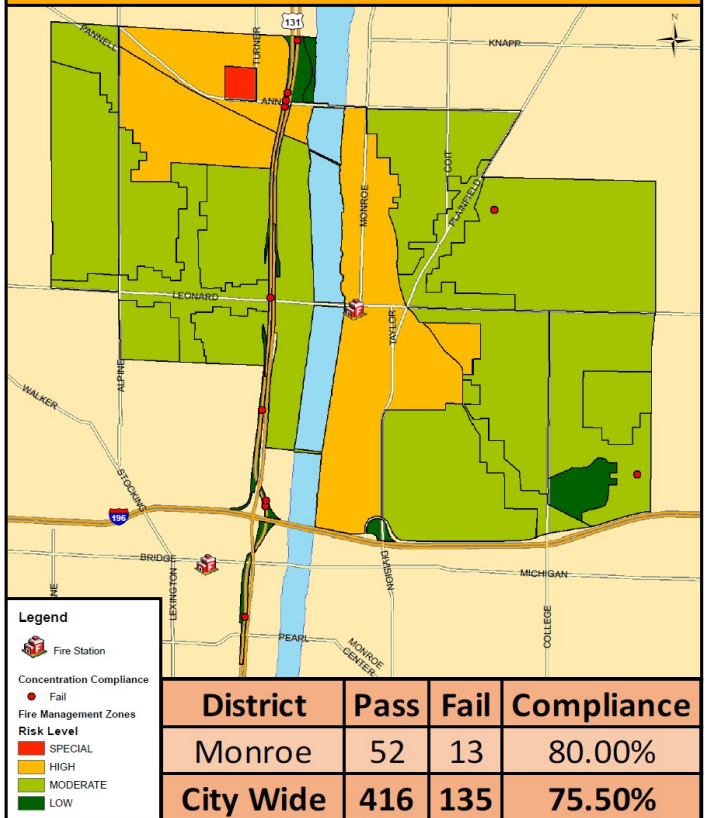 131
N
PANNELL
TURNER
KNAPP
ANN
MONROE
COIT
PLAINFIELD
LEONARD
TAYLOR
ALPINE
WALKER
STOCKING
196
BRIDGE
MICHIGAN
NE
LEXINGTON
DIVISION
COLLEGE
PEARL
MONROE
CENTER
Legend
Fire Station
Concentration Compliance
Fail
Fire Management Zones
Risk Level
SPECIAL
HIGH
MODERATE
LOW
District Pass Fail Compliance
Monroe 52 13 80.00%
City Wide 416 135 75.50%